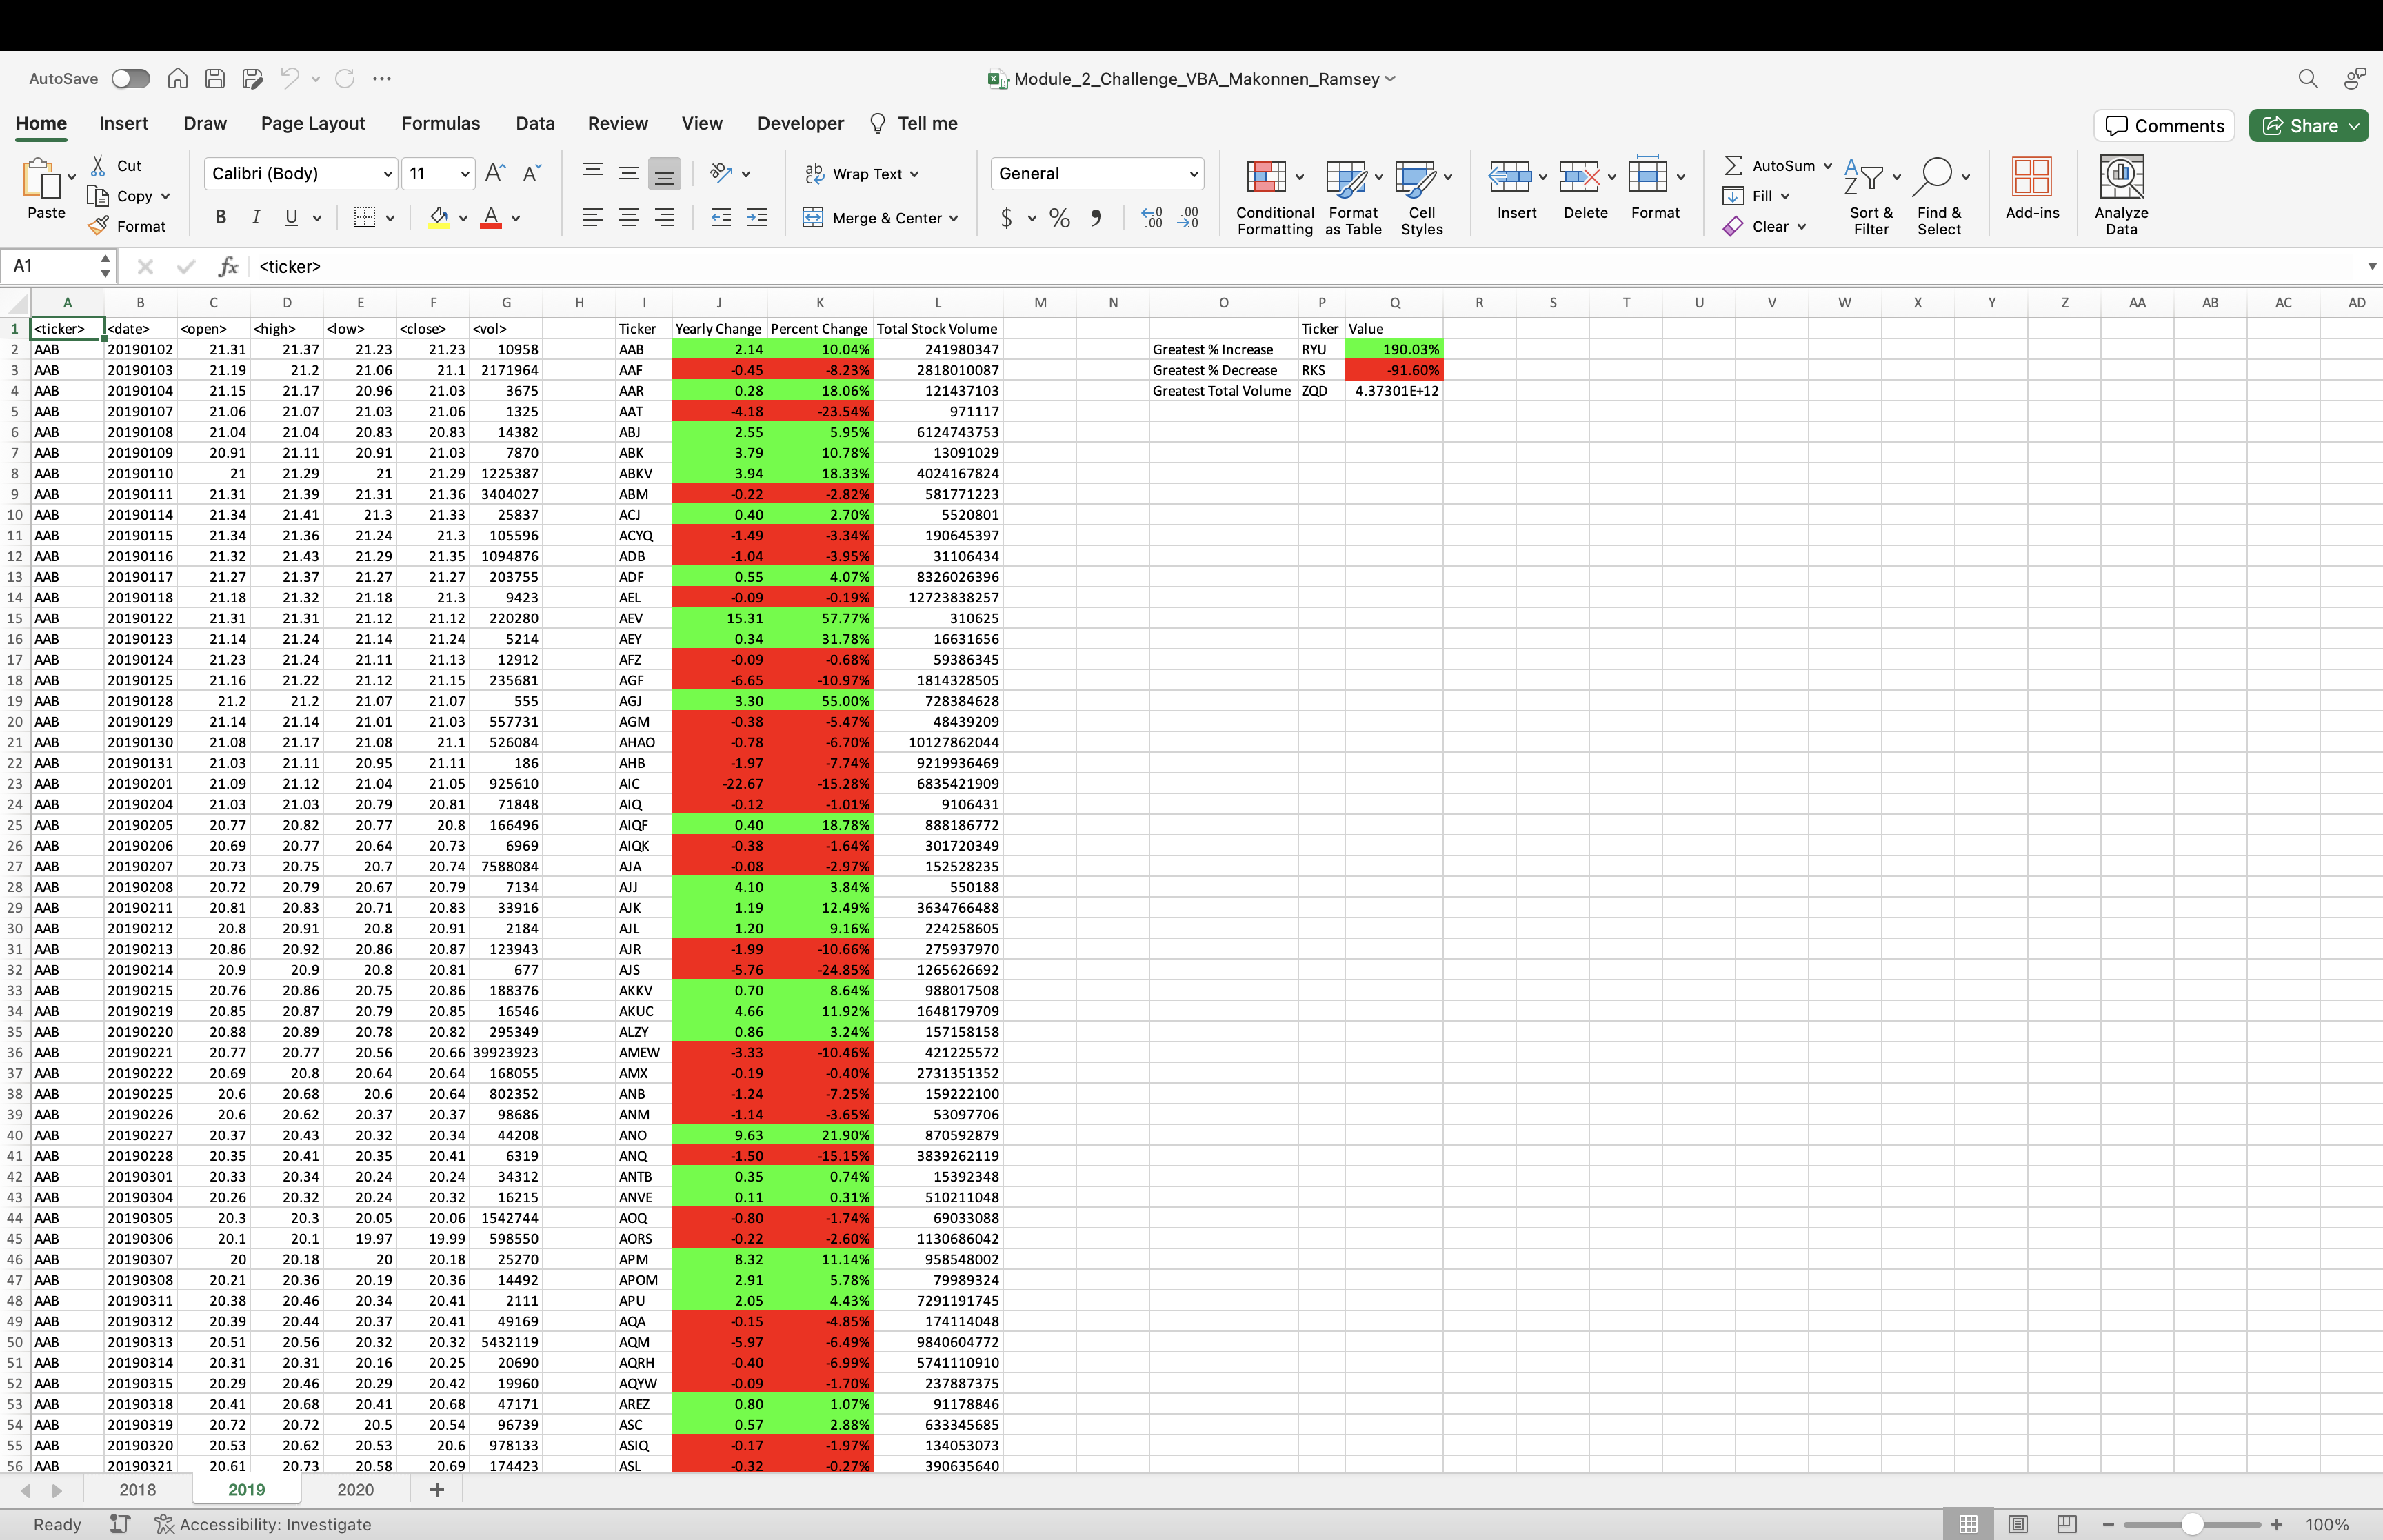 AutoSave Module_2_Challenge_VBA_Makonnen_Ramsey
Home Insert Draw Page Layout Formulas Data Review View Developer Tell me Comments Share
Paste Cut Copy Format Calibri (Body) 11 A A Wrap Text General Conditional Formatting Format as Table Cell Styles Insert Delete Format AutoSum Fill Clear Sort & Filter Find & Select Add-ins Analyze Data
B I U A Merge & Center $ %
A1 fx <ticker>
A B C D E F G H I J K L M N O P Q R S T U V W X Y Z AA AB AC AD
1 <ticker> <date> <open> <high> <low> <close> <vol> Ticker Yearly Change Percent Change Total Stock Volume Ticker Value
2 AAB 20190102 21.31 21.37 21.23 21.23 10958 AAB 2.14 10.04% 241980347 Greatest % Increase RYU 190.03%
3 AAB 20190103 21.19 21.2 21.06 21.1 2171964 AAF -0.45 -8.23% 2818010087 Greatest % Decrease RKS -91.60%
4 AAB 20190104 21.15 21.17 20.96 21.03 3675 AAR 0.28 18.06% 121437103 Greatest Total Volume ZQD 4.37301E+12
5 AAB 20190107 21.06 21.07 21.03 21.06 1325 AAT -4.18 -23.54% 971117
6 AAB 20190108 21.04 21.04 20.83 20.83 14382 ABJ 2.55 5.95% 6124743753
7 AAB 20190109 20.91 21.11 20.91 21.03 7870 ABK 3.79 10.78% 13091029
8 AAB 20190110 21 21.29 21 21.29 1225387 ABKV 3.94 18.33% 4024167824
9 AAB 20190111 21.31 21.39 21.31 21.36 3404027 ABM -0.22 -2.82% 581771223
10 AAB 20190114 21.34 21.41 21.3 21.33 25837 ACJ 0.40 2.70% 5520801
11 AAB 20190115 21.34 21.36 21.24 21.3 105596 ACYQ -1.49 -3.34% 190645397
12 AAB 20190116 21.32 21.43 21.29 21.35 1094876 ADB -1.04 -3.95% 31106434
13 AAB 20190117 21.27 21.37 21.27 21.27 203755 ADF 0.55 4.07% 8326026396
14 AAB 20190118 21.18 21.32 21.18 21.3 9423 AEL -0.09 -0.19% 12723838257
15 AAB 20190122 21.31 21.31 21.12 21.12 220280 AEV 15.31 57.77% 310625
16 AAB 20190123 21.14 21.24 21.14 21.24 5214 AEY 0.34 31.78% 16631656
17 AAB 20190124 21.23 21.24 21.11 21.13 12912 AFZ -0.09 -0.68% 59386345
18 AAB 20190125 21.16 21.22 21.12 21.15 235681 AGF -6.65 -10.97% 1814328505
19 AAB 20190128 21.2 21.2 21.07 21.07 555 AGJ 3.30 55.00% 728384628
20 AAB 20190129 21.14 21.14 21.01 21.03 557731 AGM -0.38 -5.47% 48439209
21 AAB 20190130 21.08 21.17 21.08 21.1 526084 AHAO -0.78 -6.70% 10127862044
22 AAB 20190131 21.03 21.11 20.95 21.11 186 AHB -1.97 -7.74% 9219936469
23 AAB 20190201 21.09 21.12 21.04 21.05 925610 AIC -22.67 -15.28% 6835421909
24 AAB 20190204 21.03 21.03 20.79 20.81 71848 AIQ -0.12 -1.01% 9106431
25 AAB 20190205 20.77 20.82 20.77 20.8 166496 AIQF 0.40 18.78% 888186772
26 AAB 20190206 20.69 20.77 20.64 20.73 6969 AIQK -0.38 -1.64% 301720349
27 AAB 20190207 20.73 20.75 20.7 20.74 7588084 AJA -0.08 -2.97% 152528235
28 AAB 20190208 20.72 20.79 20.67 20.79 7134 AJJ 4.10 3.84% 550188
29 AAB 20190211 20.81 20.83 20.71 20.83 33916 AJK 1.19 12.49% 3634766488
30 AAB 20190212 20.8 20.91 20.8 20.91 2184 AJL 1.20 9.16% 224258605
31 AAB 20190213 20.86 20.92 20.86 20.87 123943 AJR -1.99 -10.66% 275937970
32 AAB 20190214 20.9 20.9 20.8 20.81 677 AJS -5.76 -24.85% 1265626692
33 AAB 20190215 20.76 20.86 20.75 20.86 188376 AKKV 0.70 8.64% 988017508
34 AAB 20190219 20.85 20.87 20.79 20.85 16546 AKUC 4.66 11.92% 1648179709
35 AAB 20190220 20.88 20.89 20.78 20.82 295349 ALZY 0.86 3.24% 157158158
36 AAB 20190221 20.77 20.77 20.56 20.66 39923923 AMEW -3.33 -10.46% 421225572
37 AAB 20190222 20.69 20.8 20.64 20.64 168055 AMX -0.19 -0.40% 2731351352
38 AAB 20190225 20.6 20.68 20.6 20.64 802352 ANB -1.24 -7.25% 159222100
39 AAB 20190226 20.6 20.62 20.37 20.37 98686 ANM -1.14 -3.65% 53097706
40 AAB 20190227 20.37 20.43 20.32 20.34 44208 ANO 9.63 21.90% 870592879
41 AAB 20190228 20.35 20.41 20.35 20.41 6319 ANQ -1.50 -15.15% 3839262119
42 AAB 20190301 20.33 20.34 20.24 20.24 34312 ANTB 0.35 0.74% 15392348
43 AAB 20190304 20.26 20.32 20.24 20.32 16215 ANVE 0.11 0.31% 510211048
44 AAB 20190305 20.3 20.3 20.05 20.06 1542744 AOQ -0.80 -1.74% 69033088
45 AAB 20190306 20.1 20.1 19.97 19.99 598550 AORS -0.22 -2.60% 1130686042
46 AAB 20190307 20 20.18 20 20.18 25270 APM 8.32 11.14% 958548002
47 AAB 20190308 20.21 20.36 20.19 20.36 14492 APOM 2.91 5.78% 79989324
48 AAB 20190311 20.38 20.46 20.34 20.41 2111 APU 2.05 4.43% 7291191745
49 AAB 20190312 20.39 20.44 20.37 20.41 49169 AQA -0.15 -4.85% 174114048
50 AAB 20190313 20.51 20.56 20.32 20.32 5432119 AQM -5.97 -6.49% 9840604772
51 AAB 20190314 20.31 20.31 20.16 20.25 20690 AQRH -0.40 -6.99% 5741110910
52 AAB 20190315 20.29 20.46 20.29 20.42 19960 AQYW -0.09 -1.70% 237887375
53 AAB 20190318 20.41 20.68 20.41 20.68 47171 AREZ 0.80 1.07% 91178846
54 AAB 20190319 20.72 20.72 20.5 20.54 96739 ASC 0.57 2.88% 633345685
55 AAB 20190320 20.53 20.62 20.53 20.6 978133 ASIQ -0.17 -1.97% 134053073
56 AAB 20190321 20.61 20.73 20.58 20.69 174423 ASL -0.32 -0.27% 390635640
2018 2019 2020 +
Ready Accessibility: Investigate 100%